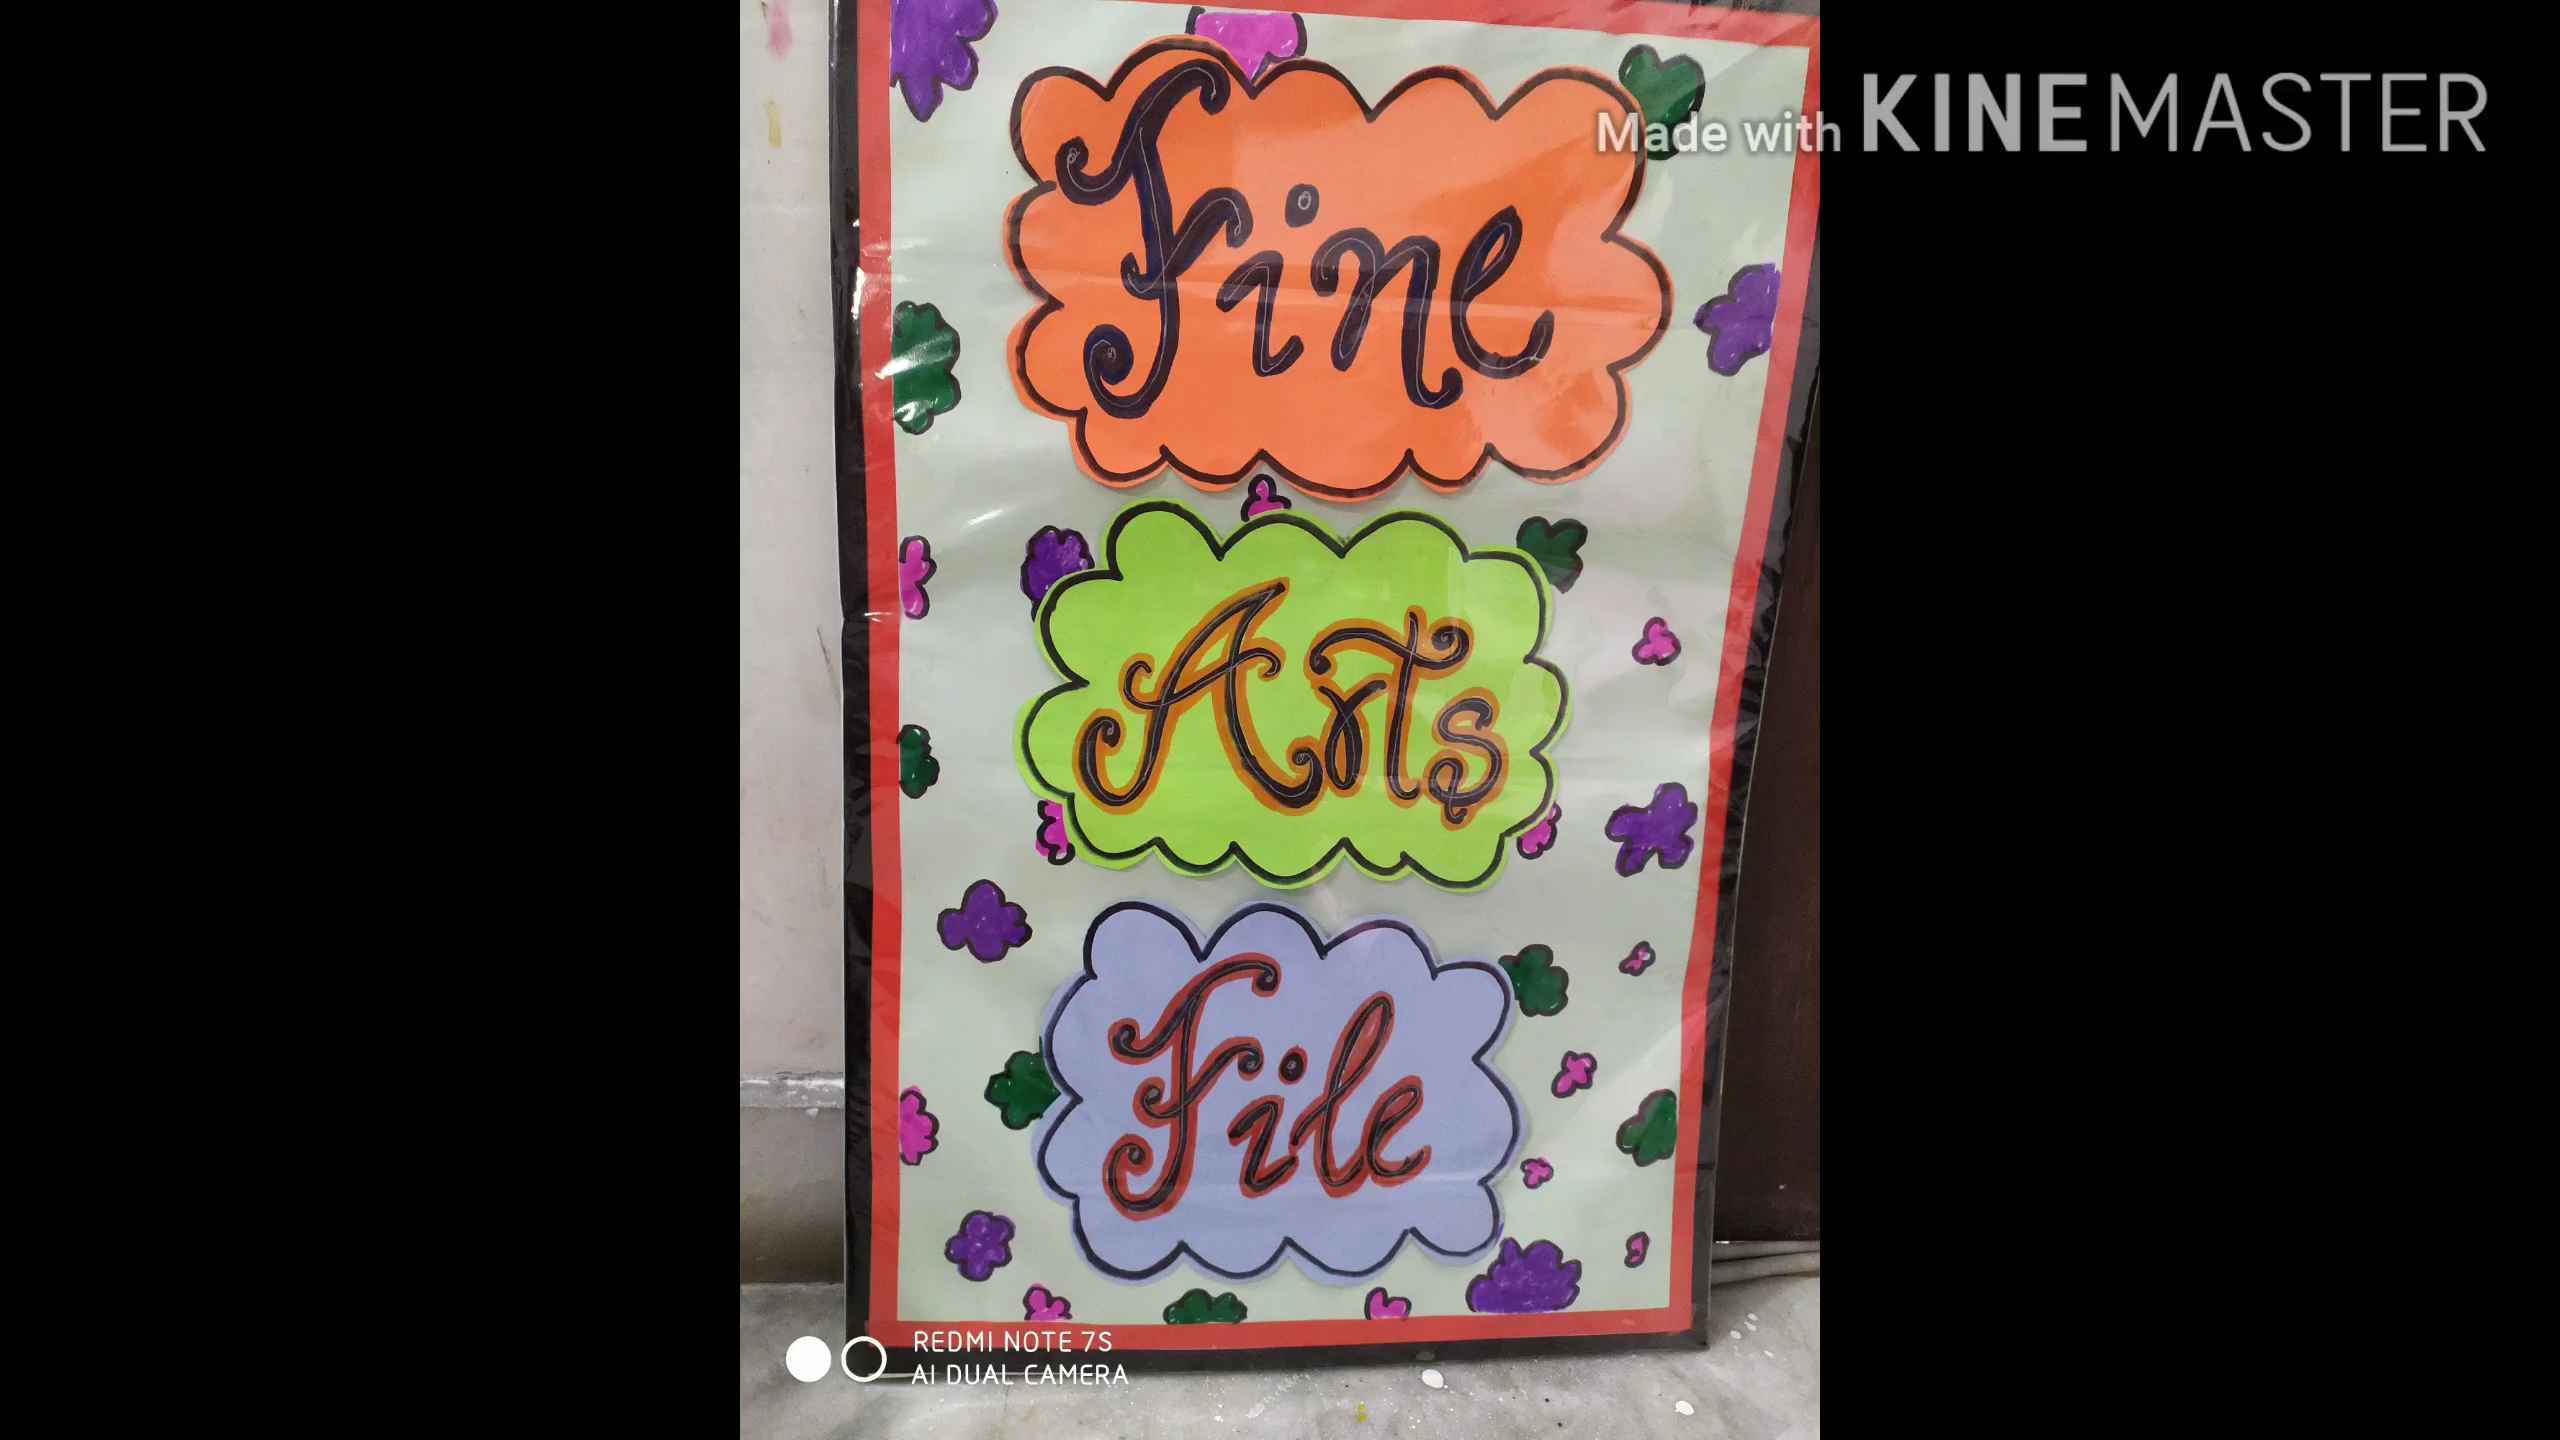 Made with KINEMASTER
Fine
Arts
File
REDMI NOTE 7S
AI DUAL CAMERA